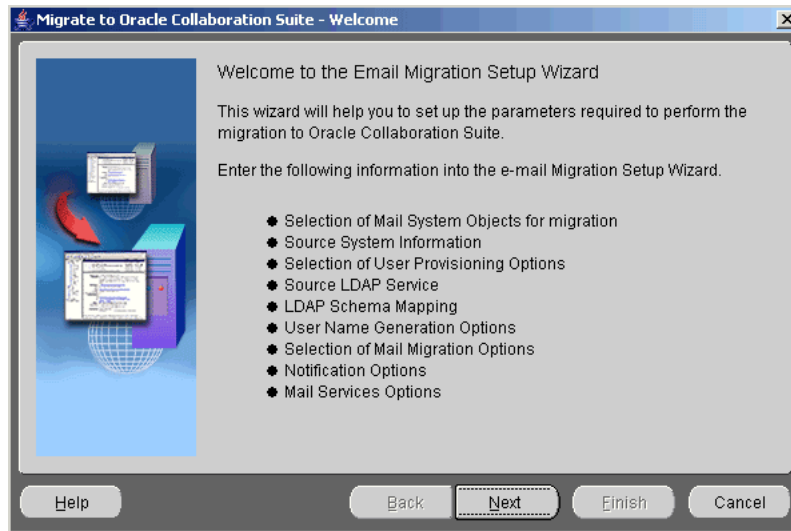 Migrate to Oracle Collaboration Suite - Welcome
Welcome to the Email Migration Setup Wizard
This wizard will help you to set up the parameters required to perform the
migration to Oracle Collaboration Suite.
Enter the following information into the e-mail Migration Setup Wizard.
Selection of Mail System Objects for migration
Source System Information
Selection of User Provisioning Options
Source LDAP Service
LDAP Schema Mapping
User Name Generation Options
Selection of Mail Migration Options
Notification Options
Mail Services Options
Help
Back
Next
Finish
Cancel